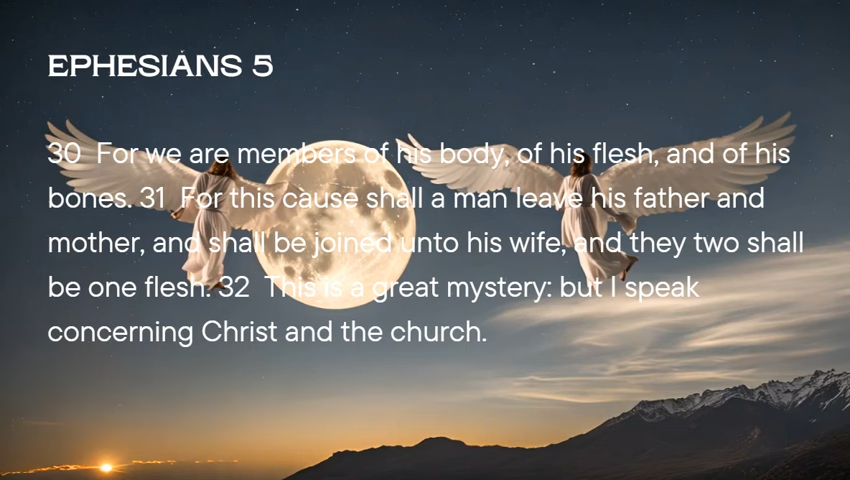 EPHESIANS 5
30 For we are members of his body, of his flesh, and of his
bones. 31 For this cause shall a man leave his father and
mother, and shall be joined unto his wife, and they two shall
be one flesh. 32 This is a great mystery: but I speak
concerning Christ and the church.